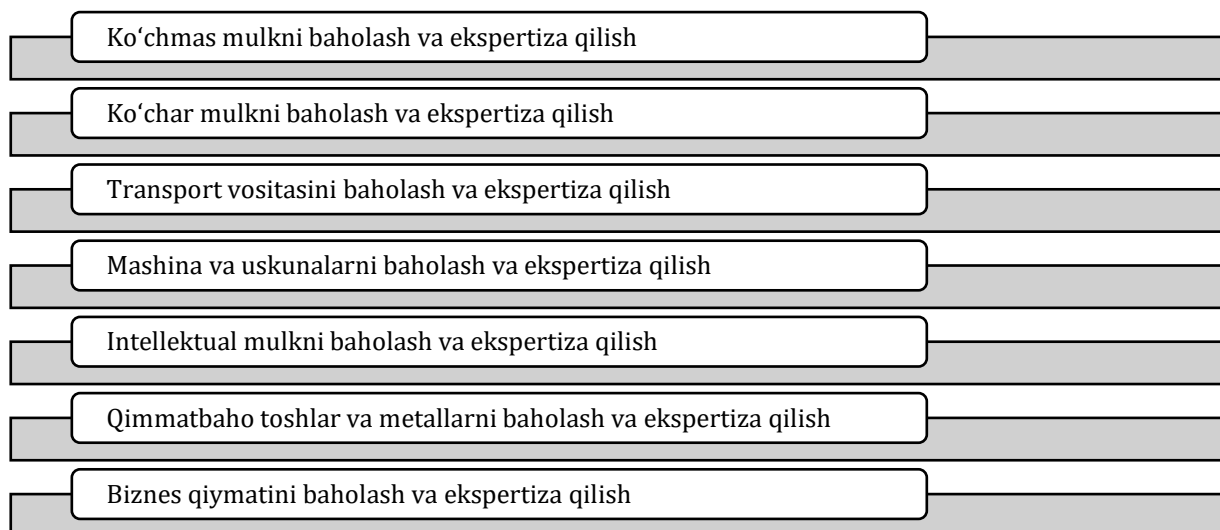 Ko‘chmas mulkni baholash va ekspertiza qilish
Ko‘char mulkni baholash va ekspertiza qilish
Transport vositasini baholash va ekspertiza qilish
Mashina va uskunalarni baholash va ekspertiza qilish
Intellektual mulkni baholash va ekspertiza qilish
Qimmatbaho toshlar va metallarni baholash va ekspertiza qilish
Biznes qiymatini baholash va ekspertiza qilish